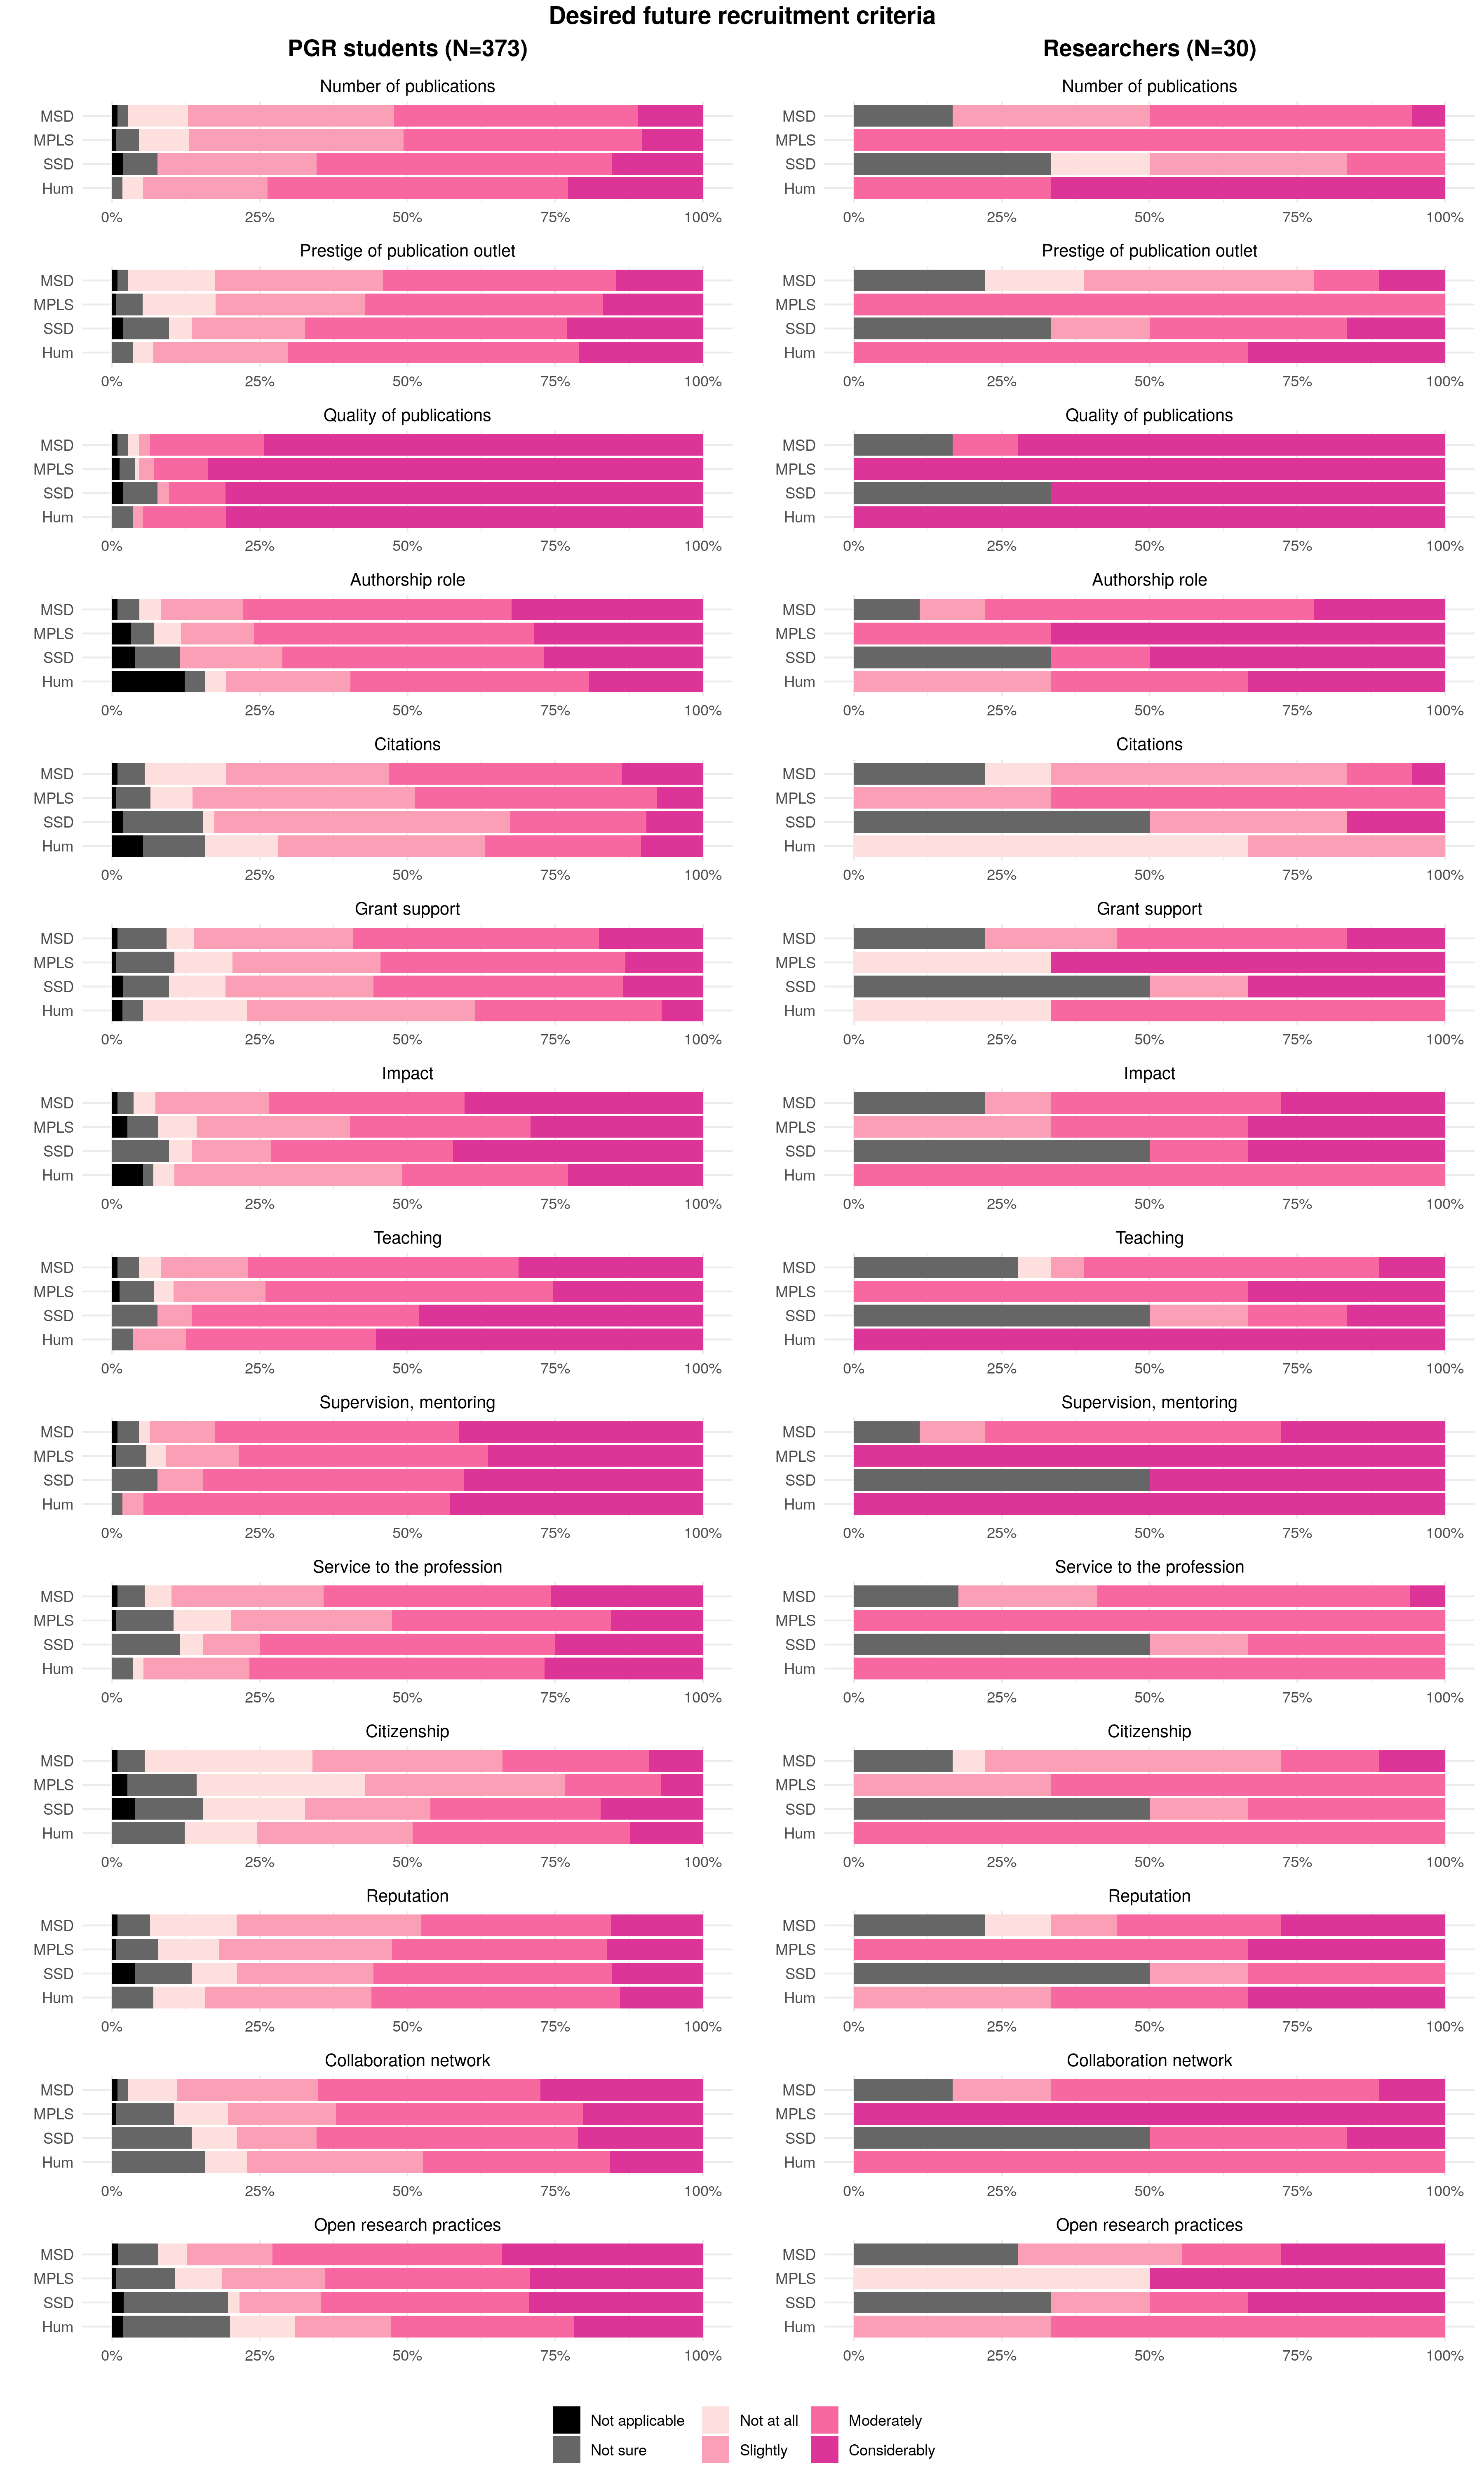 Desired future recruitment criteria
PGR students (N=373)
Researchers (N=30)
Number of publications
MSD
MPLS
SSD
Hum
0% 25% 50% 75% 100%
Number of publications
MSD
MPLS
SSD
Hum
0% 25% 50% 75% 100%
Prestige of publication outlet
MSD
MPLS
SSD
Hum
0% 25% 50% 75% 100%
Prestige of publication outlet
MSD
MPLS
SSD
Hum
0% 25% 50% 75% 100%
Quality of publications
MSD
MPLS
SSD
Hum
0% 25% 50% 75% 100%
Quality of publications
MSD
MPLS
SSD
Hum
0% 25% 50% 75% 100%
Authorship role
MSD
MPLS
SSD
Hum
0% 25% 50% 75% 100%
Authorship role
MSD
MPLS
SSD
Hum
0% 25% 50% 75% 100%
Citations
MSD
MPLS
SSD
Hum
0% 25% 50% 75% 100%
Citations
MSD
MPLS
SSD
Hum
0% 25% 50% 75% 100%
Grant support
MSD
MPLS
SSD
Hum
0% 25% 50% 75% 100%
Grant support
MSD
MPLS
SSD
Hum
0% 25% 50% 75% 100%
Impact
MSD
MPLS
SSD
Hum
0% 25% 50% 75% 100%
Impact
MSD
MPLS
SSD
Hum
0% 25% 50% 75% 100%
Teaching
MSD
MPLS
SSD
Hum
0% 25% 50% 75% 100%
Teaching
MSD
MPLS
SSD
Hum
0% 25% 50% 75% 100%
Supervision, mentoring
MSD
MPLS
SSD
Hum
0% 25% 50% 75% 100%
Supervision, mentoring
MSD
MPLS
SSD
Hum
0% 25% 50% 75% 100%
Service to the profession
MSD
MPLS
SSD
Hum
0% 25% 50% 75% 100%
Service to the profession
MSD
MPLS
SSD
Hum
0% 25% 50% 75% 100%
Citizenship
MSD
MPLS
SSD
Hum
0% 25% 50% 75% 100%
Citizenship
MSD
MPLS
SSD
Hum
0% 25% 50% 75% 100%
Reputation
MSD
MPLS
SSD
Hum
0% 25% 50% 75% 100%
Reputation
MSD
MPLS
SSD
Hum
0% 25% 50% 75% 100%
Collaboration network
MSD
MPLS
SSD
Hum
0% 25% 50% 75% 100%
Collaboration network
MSD
MPLS
SSD
Hum
0% 25% 50% 75% 100%
Open research practices
MSD
MPLS
SSD
Hum
0% 25% 50% 75% 100%
Open research practices
MSD
MPLS
SSD
Hum
0% 25% 50% 75% 100%
Not applicable Not at all Moderately
Not sure Slightly Considerably